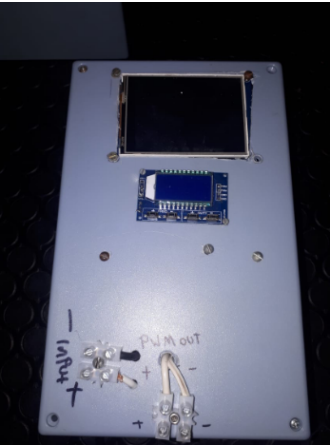 PWM OUT
+ -
- Input +
+ -